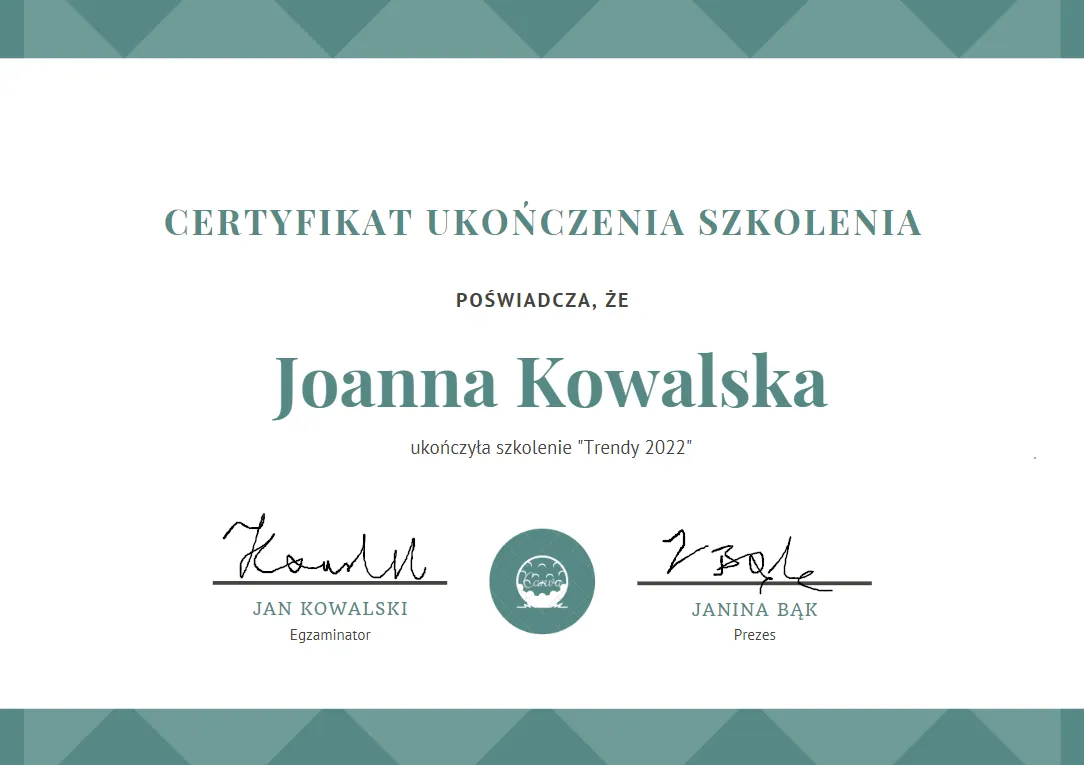 CERTYFIKAT UKOŃCZENIA SZKOLENIA
POŚWIADCZA, ŻE
Joanna Kowalska
ukończyła szkolenie "Trendy 2022"
JAN KOWALSKI
Egzaminator
JANINA BĄK
Prezes